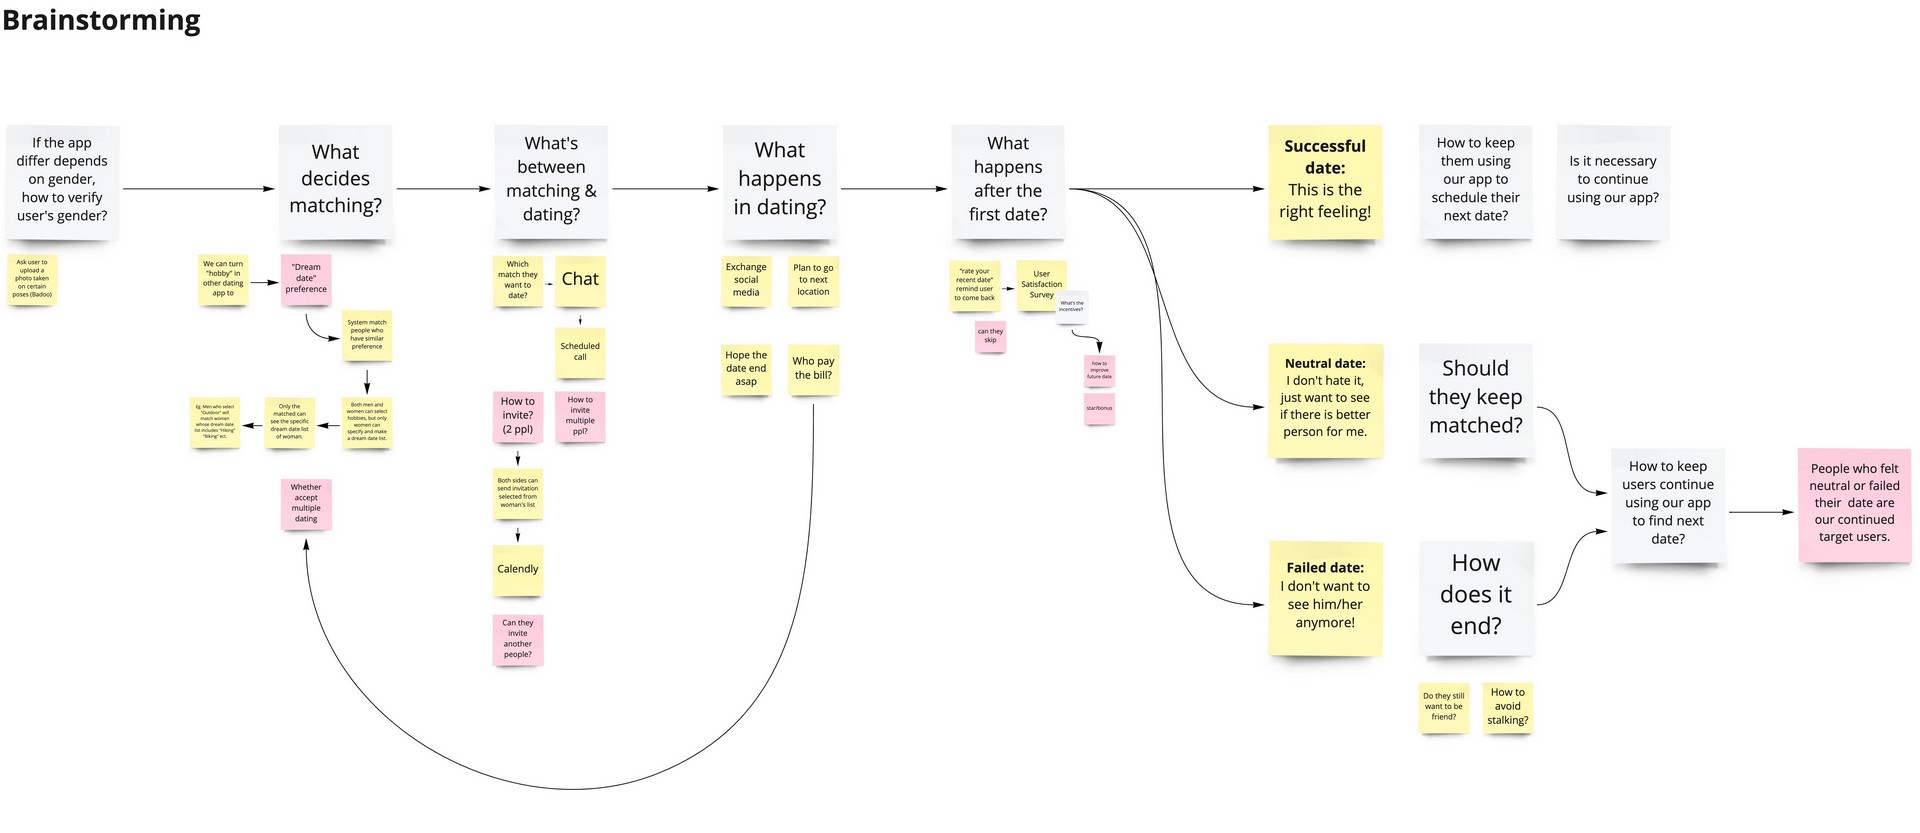 Brainstorming
If the app
differ depends
on gender,
how to verify
user's gender?
What
decides
matching?
What's
between
matching &
dating?
What
happens
in dating?
What
happens
after the
first date?
Successful
date:
This is the
right feeling!
How to keep
them using
our app to
schedule their
next date?
Is it necessary
to continue
using our app?
Ask user to
upload a
photo taken
on certain
poses (Badoo)
We can turn
"hobby" in
other dating
app to
"Dream
date"
preference
System match
people who
have similar
preference
Both men and
women can select
hobbies, but only
women can
specify and make
a dream date list.
Only the
matched can
see the specific
dream date list
of woman.
Eg. Men who select
"Outdoor" will
match women
whose dream date
list includes "Hiking"
"Biking" ect.
Whether
accept
multiple
dating
Which
match they
want to
date?
Chat
Scheduled
call
How to
invite?
(2 ppl)
How to
invite
multiple
ppl?
Both sides can
send invitation
selected from
woman's list
Calendly
Can they
invite
another
people?
Exchange
social
media
Plan to go
to next
location
Hope the
date end
asap
Who pay
the bill?
"rate your
recent date"
remind user
to come back
User
Satisfaction
Survey
What's the
incentives?
can they
skip
how to
improve
future date
star/bonus
Neutral date:
I don't hate it,
just want to see
if there is better
person for me.
Should
they keep
matched?
Failed date:
I don't want to
see him/her
anymore!
How
does it
end?
Do they still
want to be
friend?
How to
avoid
stalking?
How to keep
users continue
using our app
to find next
date?
People who felt
neutral or failed
their date are
our continued
target users.